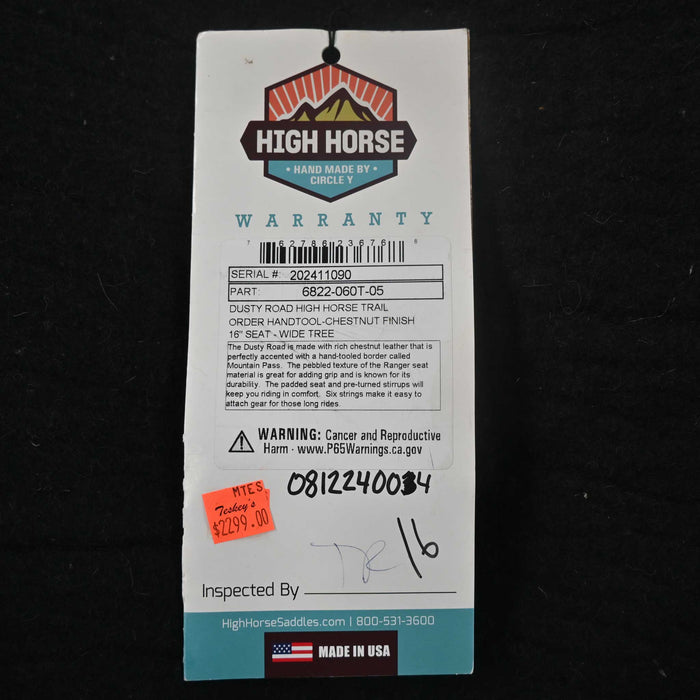 HIGH HORSE
• HAND MADE BY •
CIRCLE Y
WARRANTY
7 62786 23676 8
SERIAL #: 202411090
PART: 6822-060T-05
DUSTY ROAD HIGH HORSE TRAIL
ORDER HANDTOOL-CHESTNUT FINISH
16" SEAT - WIDE TREE
The Dusty Road is made with rich chestnut leather that is
perfectly accented with a hand-tooled border called
Mountain Pass. The pebbled texture of the Ranger seat
material is great for adding grip and is known for its
durability. The padded seat and pre-turned stirrups will
keep you riding in comfort. Six strings make it easy to
attach gear for those long rides.
WARNING: Cancer and Reproductive
Harm - www.P65Warnings.ca.gov
MTES
Teskey's
$2299.00
16
Inspected By
HighHorseSaddles.com | 800-531-3600
MADE IN USA